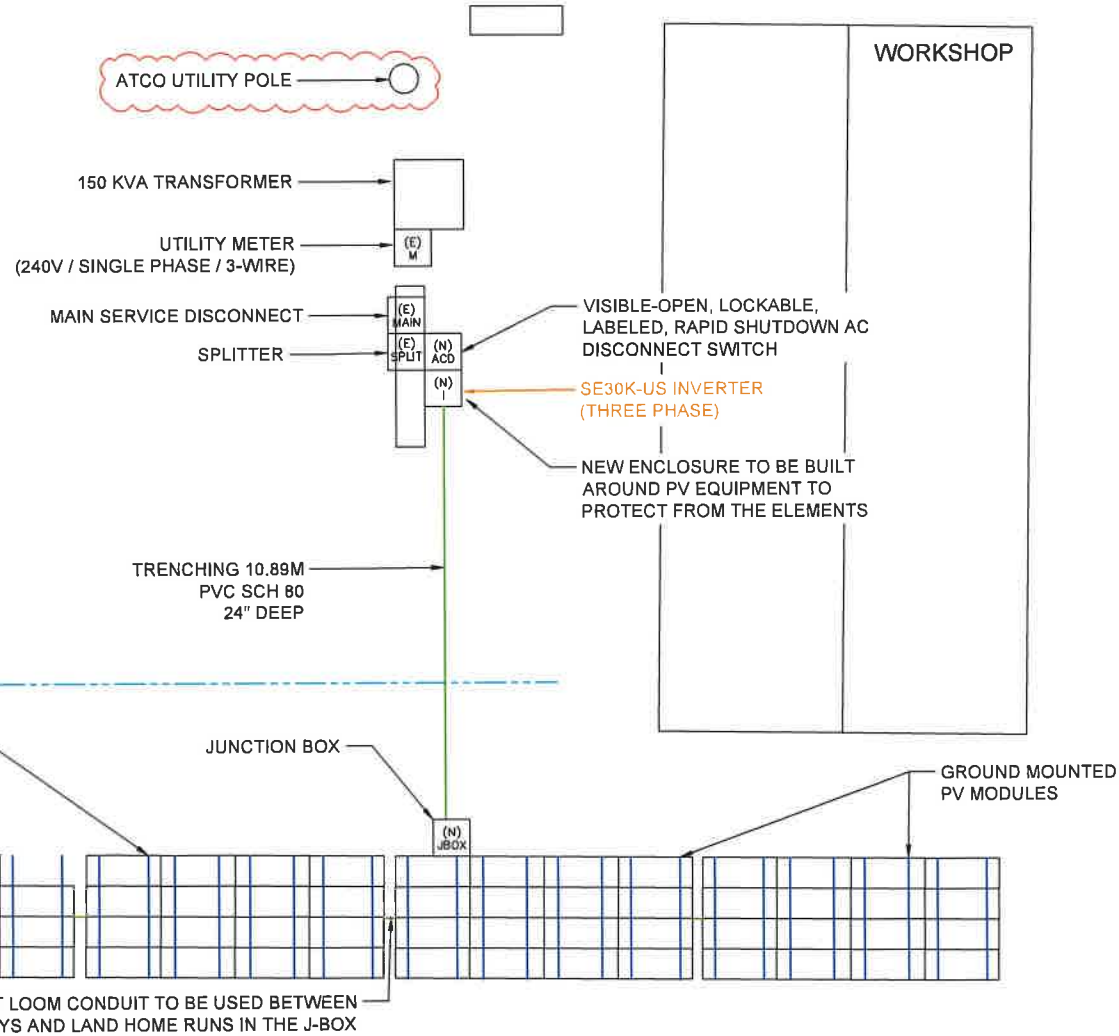 WORKSHOP
ATCO UTILITY POLE
150 KVA TRANSFORMER
UTILITY METER
(240V / SINGLE PHASE / 3-WIRE)
(E)
M
MAIN SERVICE DISCONNECT
(E)
MAIN
SPLITTER
(E)
SPLIT
(N)
ACD
(N)
I
VISIBLE-OPEN, LOCKABLE,
LABELED, RAPID SHUTDOWN AC
DISCONNECT SWITCH
SE30K-US INVERTER
(THREE PHASE)
NEW ENCLOSURE TO BE BUILT
AROUND PV EQUIPMENT TO
PROTECT FROM THE ELEMENTS
TRENCHING 10.89M
PVC SCH 80
24" DEEP
JUNCTION BOX
(N)
JBOX
GROUND MOUNTED
PV MODULES
LOOM CONDUIT TO BE USED BETWEEN
AND LAND HOME RUNS IN THE J-BOX